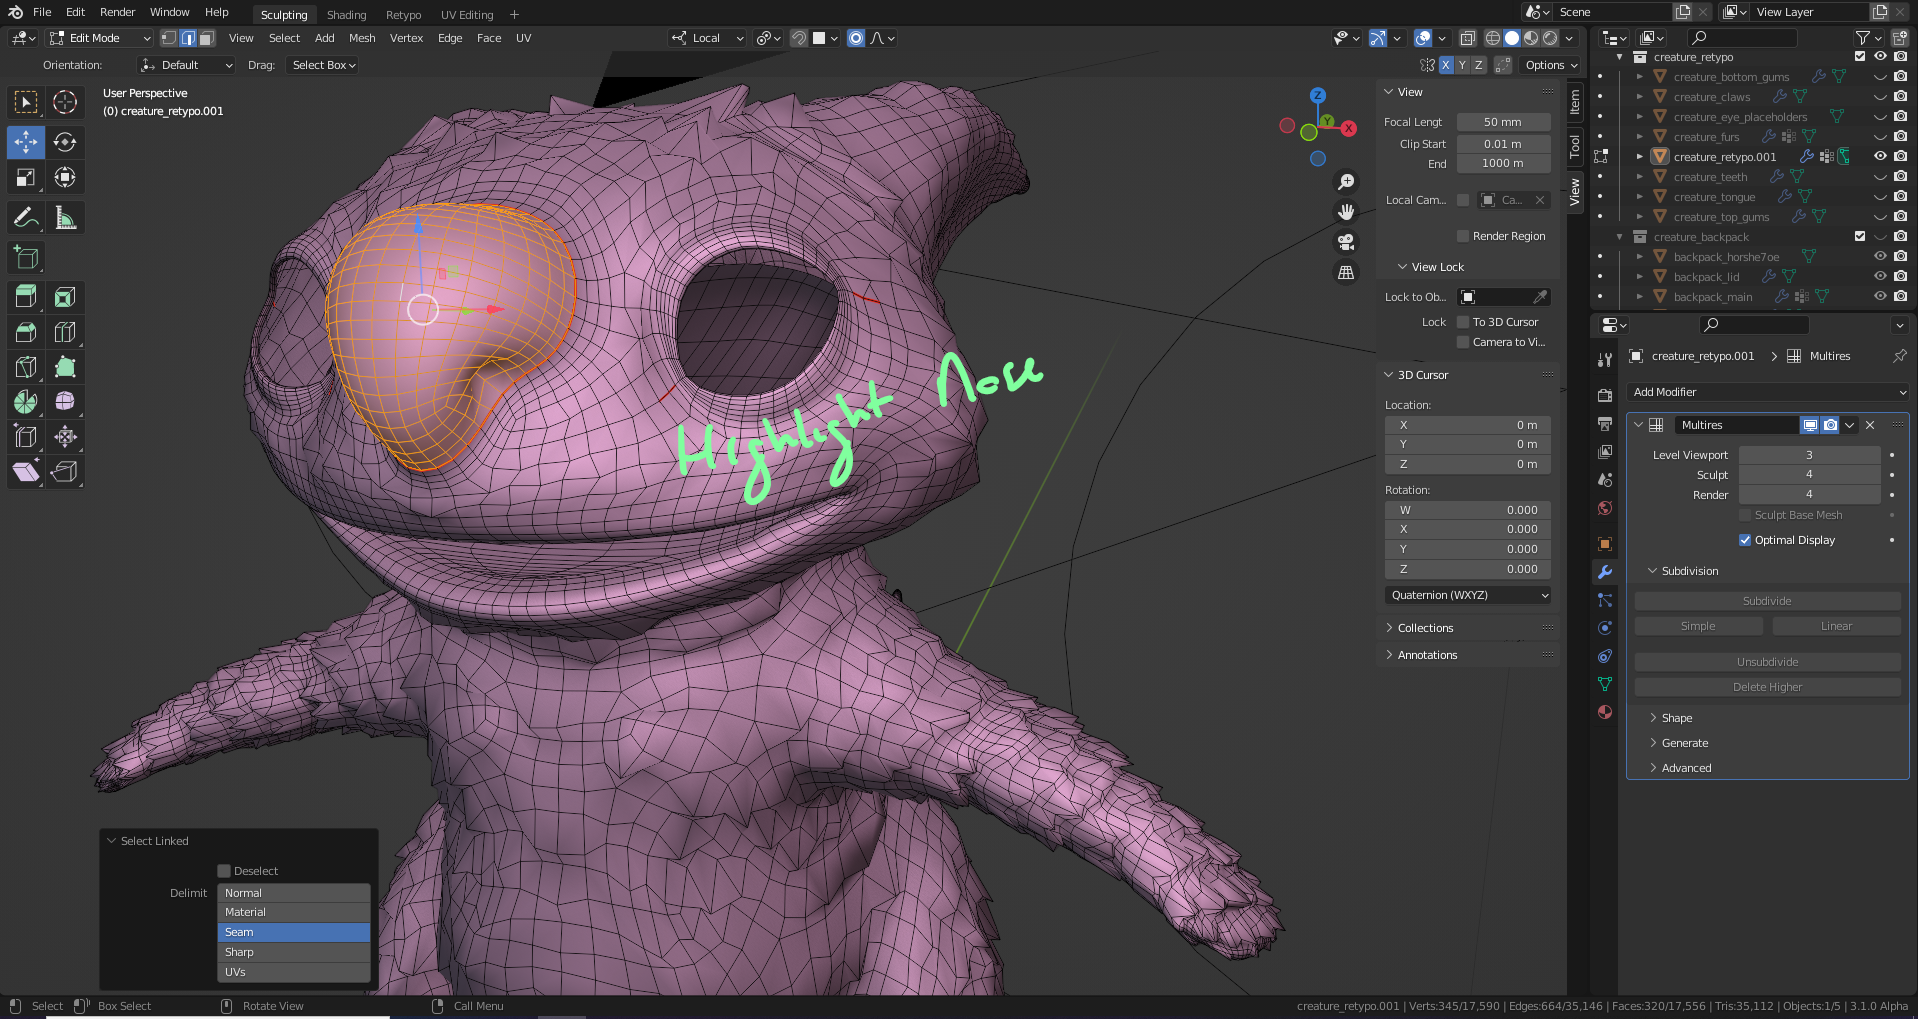 File Edit Render Window Help Sculpting Shading Retypo UV Editing + Scene View Layer
Edit Mode View Select Add Mesh Vertex Edge Face UV Local
Orientation: Default Drag: Select Box X Y Z Options
User Perspective
(0) creature_retypo.001
Z
Y
X
Highlight Nose
Select Linked
Deselect
Delimit Normal
Material
Seam
Sharp
UVs
View
Focal Lengt 50 mm
Clip Start 0.01 m
End 1000 m
Local Cam... Ca...
Render Region
View Lock
Lock to Ob...
Lock To 3D Cursor
Camera to Vi...
3D Cursor
Location:
X 0 m
Y 0 m
Z 0 m
Rotation:
W 0.000
X 0.000
Y 0.000
Z 0.000
Quaternion (WXYZ)
Collections
Annotations
Item
Tool
View
creature_retypo
creature_bottom_gums
creature_claws
creature_eye_placeholders
creature_furs
creature_retypo.001
creature_teeth
creature_tongue
creature_top_gums
creature_backpack
backpack_horshe7oe
backpack_lid
backpack_main
creature_retypo.001 > Multires
Add Modifier
Multires
Level Viewport 3
Sculpt 4
Render 4
Sculpt Base Mesh
Optimal Display
Subdivision
Subdivide
Simple Linear
Unsubdivide
Delete Higher
Shape
Generate
Advanced
Select Box Select Rotate View Call Menu creature_retypo.001 | Verts:345/17,590 | Edges:664/35,146 | Faces:320/17,556 | Tris:35,112 | Objects:1/5 | 3.1.0 Alpha